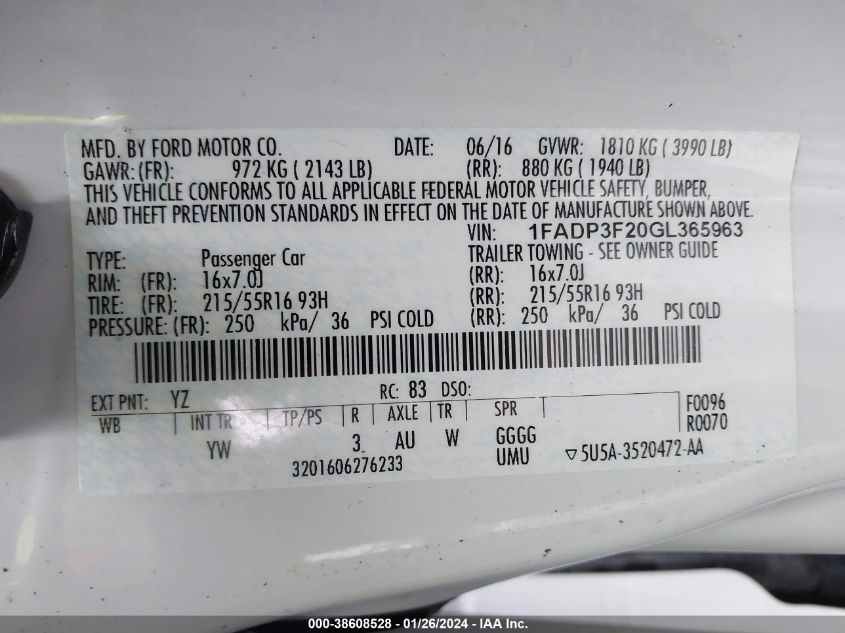 MFD. BY FORD MOTOR CO. DATE: 06/16 GVWR: 1810 KG ( 3990 LB)
GAWR: (FR): 972 KG ( 2143 LB) (RR): 880 KG ( 1940 LB)
THIS VEHICLE CONFORMS TO ALL APPLICABLE FEDERAL MOTOR VEHICLE SAFETY, BUMPER,
AND THEFT PREVENTION STANDARDS IN EFFECT ON THE DATE OF MANUFACTURE SHOWN ABOVE.
VIN: 1FADP3F20GL365963
TYPE: Passenger Car TRAILER TOWING - SEE OWNER GUIDE
RIM: (FR): 16x7.0J (RR): 16x7.0J
TIRE: (FR): 215/55R16 93H (RR): 215/55R16 93H
PRESSURE: (FR): 250 kPa/ 36 PSI COLD (RR): 250 kPa/ 36 PSI COLD
EXT PNT: YZ RC: 83 DSO:
WB INT TR TP/PS R AXLE TR SPR F0096
R0070
YW 3 AU W GGGG
3201606276233 UMU ▽5U5A-3520472-AA
000-38608528 - 01/26/2024 - IAA Inc.